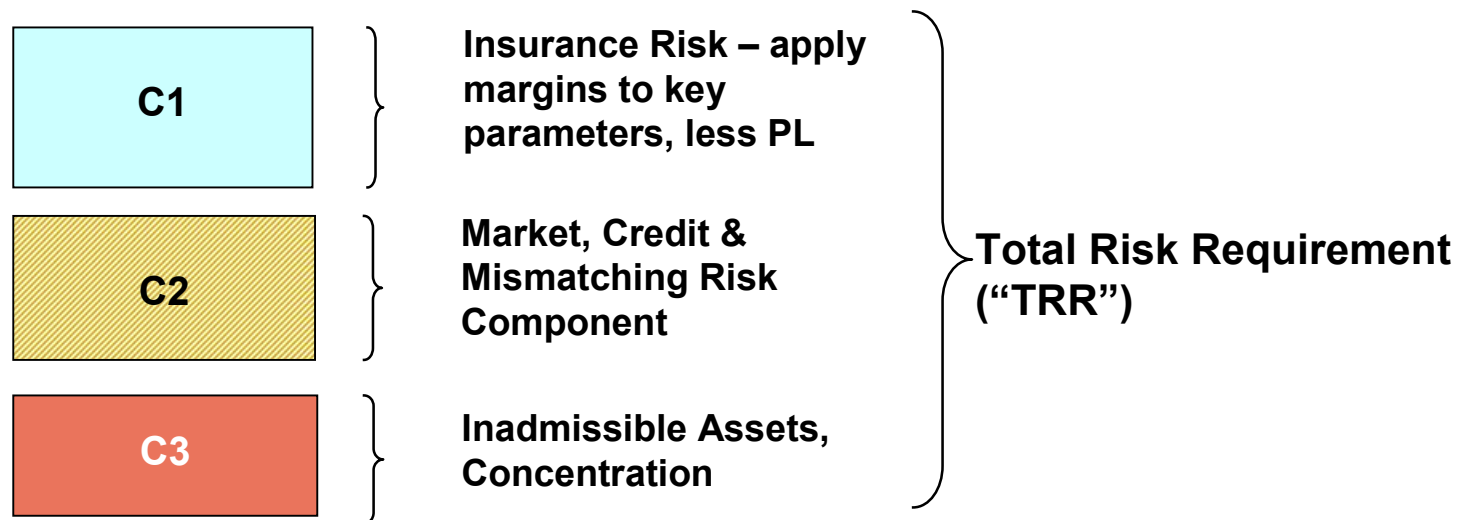 C1
Insurance Risk – apply
margins to key
parameters, less PL
C2
Market, Credit &
Mismatching Risk
Component
C3
Inadmissible Assets,
Concentration
Total Risk Requirement
(“TRR”)